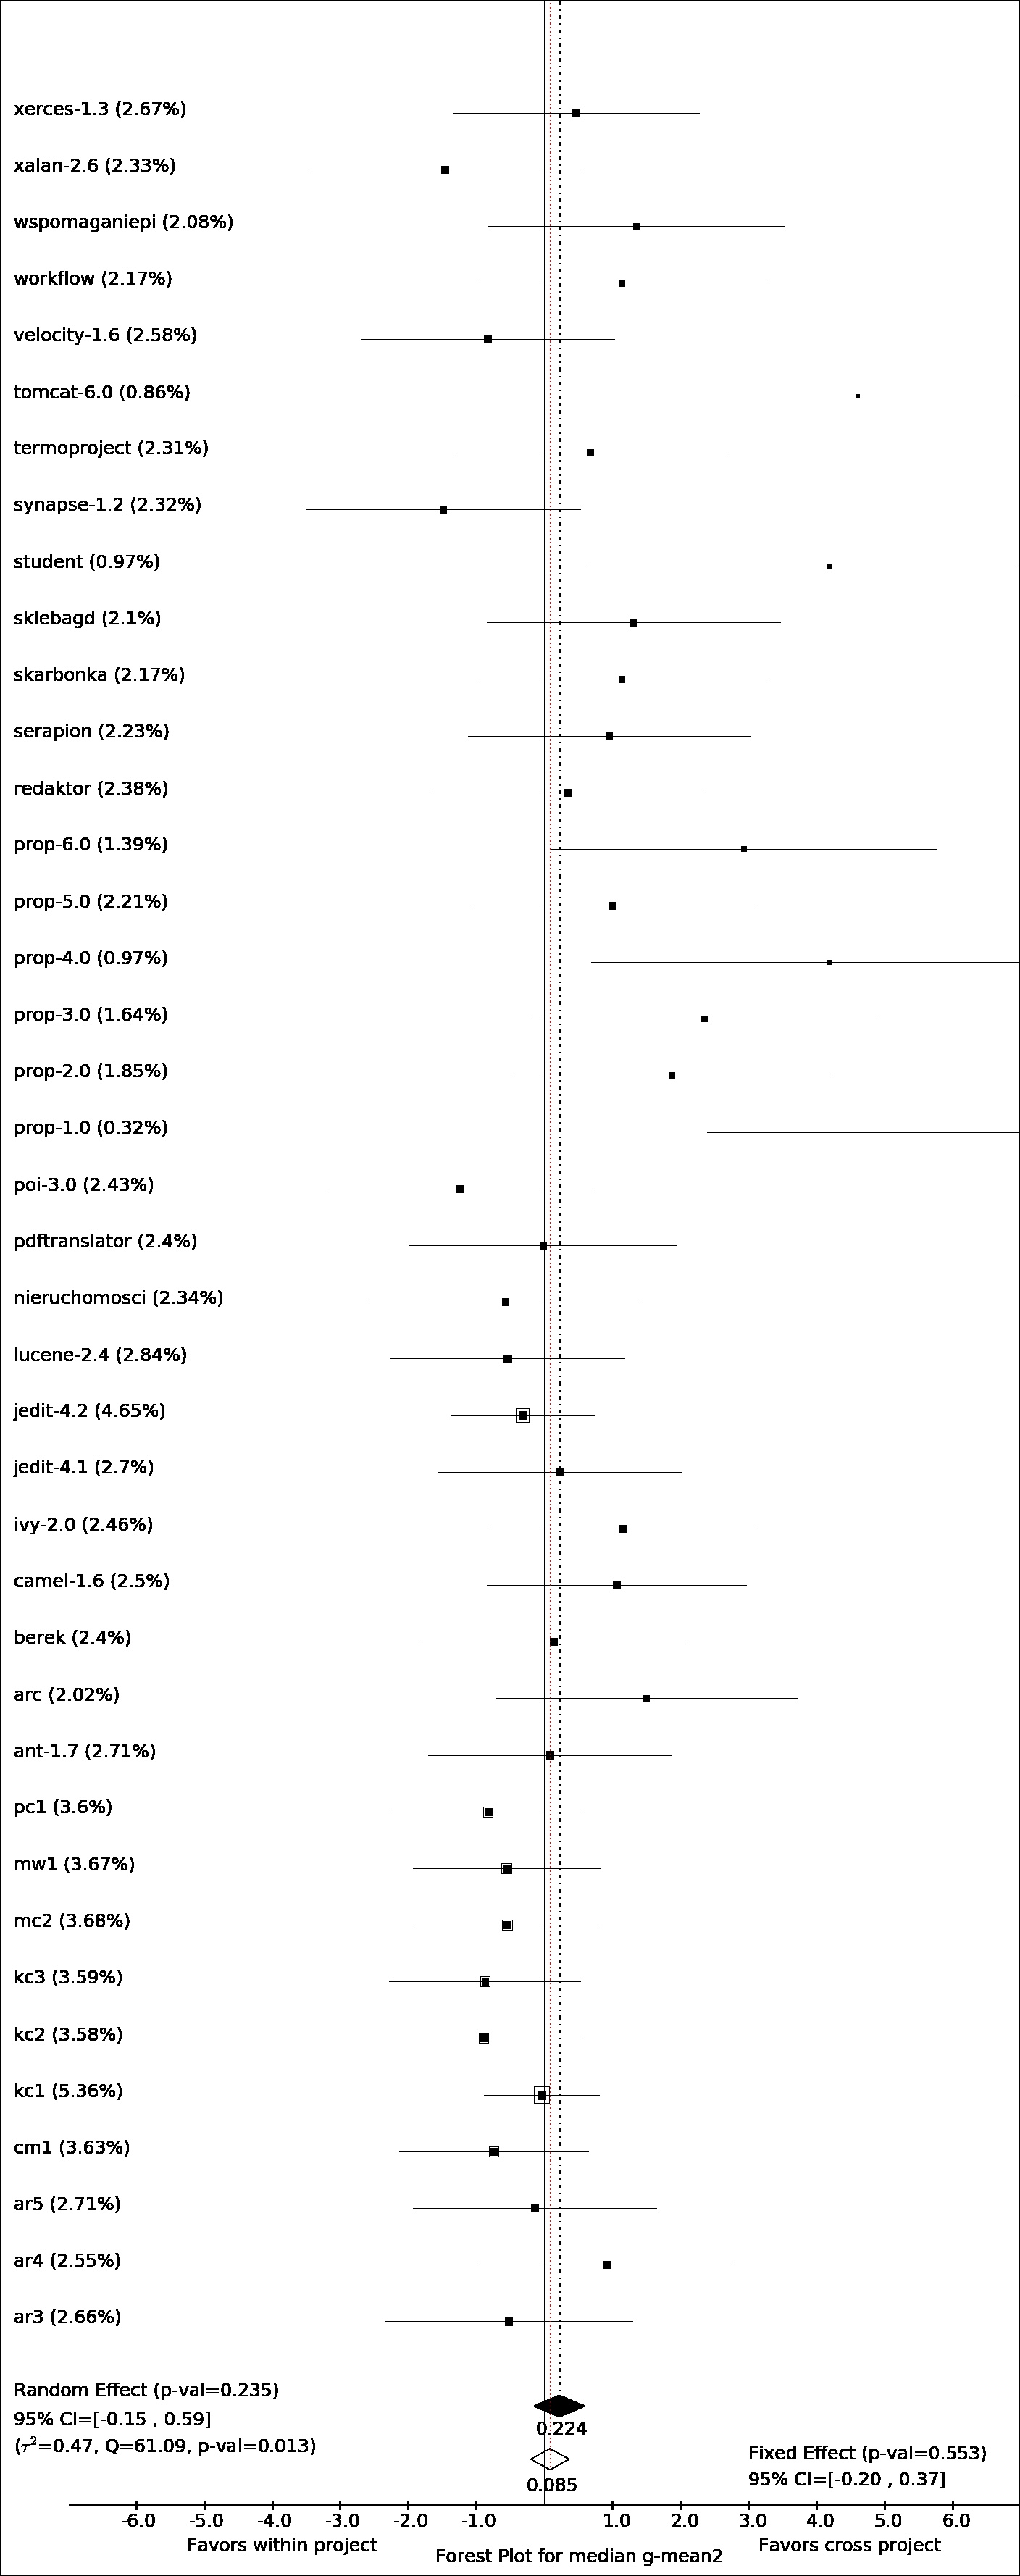 xerces-1.3 (2.67%)
xalan-2.6 (2.33%)
wspomaganiepi (2.08%)
workflow (2.17%)
velocity-1.6 (2.58%)
tomcat-6.0 (0.86%)
termoproject (2.31%)
synapse-1.2 (2.32%)
student (0.97%)
sklebagd (2.1%)
skarbonka (2.17%)
serapion (2.23%)
redaktor (2.38%)
prop-6.0 (1.39%)
prop-5.0 (2.21%)
prop-4.0 (0.97%)
prop-3.0 (1.64%)
prop-2.0 (1.85%)
prop-1.0 (0.32%)
poi-3.0 (2.43%)
pdftranslator (2.4%)
nieruchomosci (2.34%)
lucene-2.4 (2.84%)
jedit-4.2 (4.65%)
jedit-4.1 (2.7%)
ivy-2.0 (2.46%)
camel-1.6 (2.5%)
berek (2.4%)
arc (2.02%)
ant-1.7 (2.71%)
pc1 (3.6%)
mw1 (3.67%)
mc2 (3.68%)
kc3 (3.59%)
kc2 (3.58%)
kc1 (5.36%)
cm1 (3.63%)
ar5 (2.71%)
ar4 (2.55%)
ar3 (2.66%)
Random Effect (p-val=0.235)
95% CI=[-0.15 , 0.59]
(τ²=0.47, Q=61.09, p-val=0.013)
0.224
Fixed Effect (p-val=0.553)
95% CI=[-0.20 , 0.37]
0.085
-6.0 -5.0 -4.0 -3.0 -2.0 -1.0 1.0 2.0 3.0 4.0 5.0 6.0
Favors within project Favors cross project
Forest Plot for median g-mean2